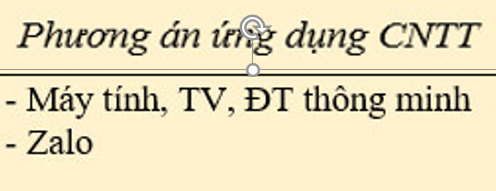 Phương án ứng dụng CNTT
- Máy tính, TV, ĐT thông minh
- Zalo